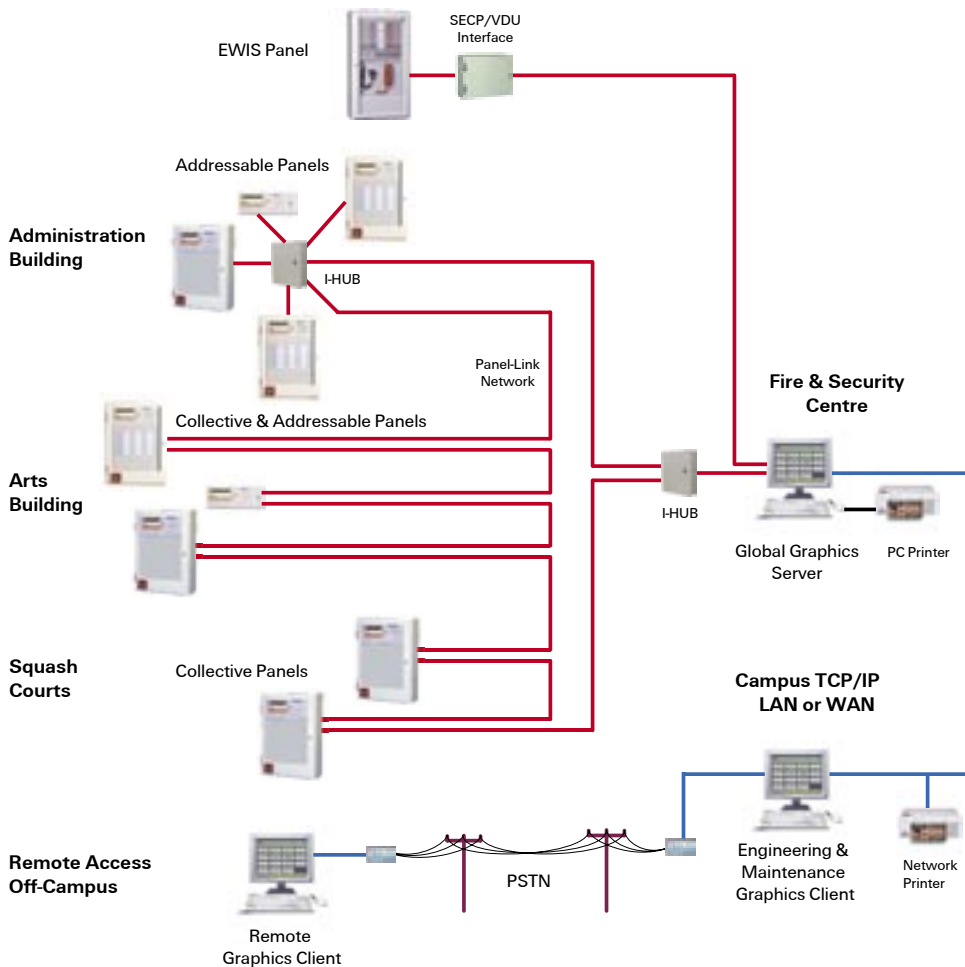 SECP/VDU
Interface
EWIS Panel
Addressable Panels
Administration
Building
I-HUB
Panel-Link
Network
Fire & Security
Centre
Collective & Addressable Panels
Arts
Building
I-HUB
Global Graphics
Server
PC Printer
Squash
Courts
Collective Panels
Campus TCP/IP
LAN or WAN
Remote Access
Off-Campus
PSTN
Engineering &
Maintenance
Graphics Client
Network
Printer
Remote
Graphics Client